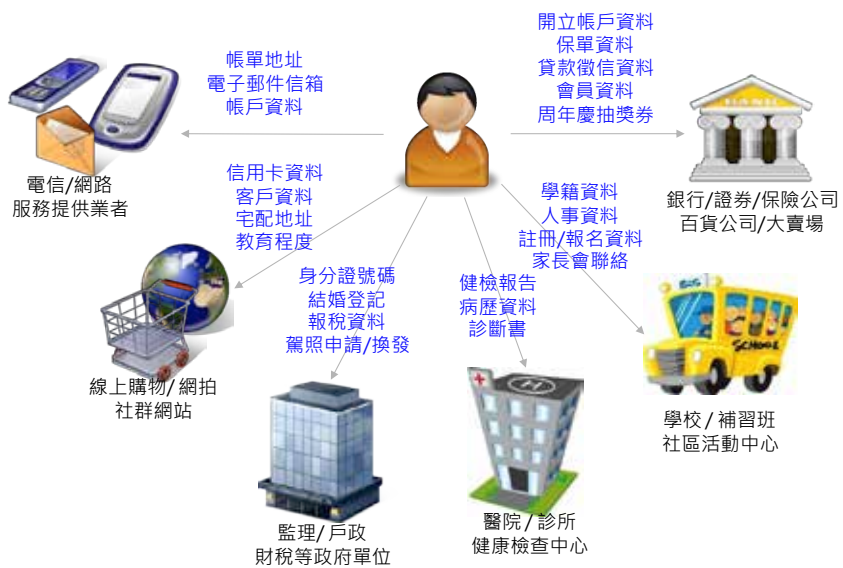 帳單地址
電子郵件信箱
帳戶資料
開立帳戶資料
保單資料
貸款徵信資料
會員資料
周年慶抽獎券
BANK
電信/網路
服務提供業者
銀行/證券/保險公司
百貨公司/大賣場
信用卡資料
客戶資料
宅配地址
教育程度
學籍資料
人事資料
註冊/報名資料
家長會聯絡
身分證號碼
結婚登記
報稅資料
駕照申請/換發
健檢報告
病歷資料
診斷書
SCHOOL
線上購物/網拍
社群網站
H
學校/補習班
社區活動中心
監理/戶政
財稅等政府單位
醫院/診所
健康檢查中心